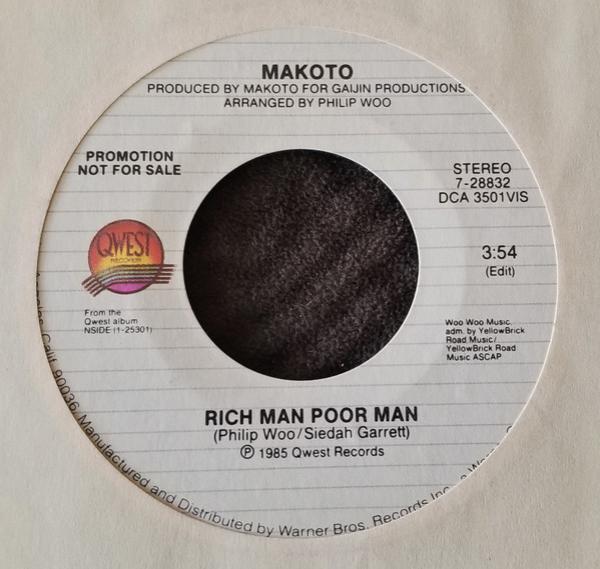 MAKOTO
PRODUCED BY MAKOTO FOR GAIJIN PRODUCTIONS
ARRANGED BY PHILIP WOO
PROMOTION
NOT FOR SALE
STEREO
7-28832
DCA 3501VIS
QWEST
RECORDS
3:54
(Edit)
From the
Qwest album
NSIDE (1-25301)
Woo Woo Music.
adm. by YellowBrick
Road Music/
YellowBrick Road
Music ASCAP
RICH MAN POOR MAN
(Philip Woo/Siedah Garrett)
℗ 1985 Qwest Records
Calif. 90036, Manufactured and Distributed by Warner Bros. Records Inc.,